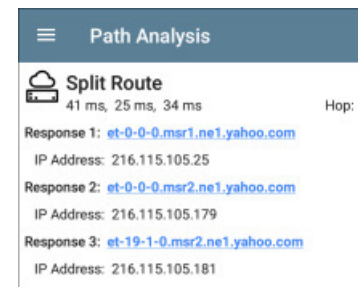 Path Analysis
Split Route
41 ms, 25 ms, 34 ms Hop:
Response 1: et-0-0-0.msr1.ne1.yahoo.com
IP Address: 216.115.105.25
Response 2: et-0-0-0.msr2.ne1.yahoo.com
IP Address: 216.115.105.179
Response 3: et-19-1-0.msr2.ne1.yahoo.com
IP Address: 216.115.105.181